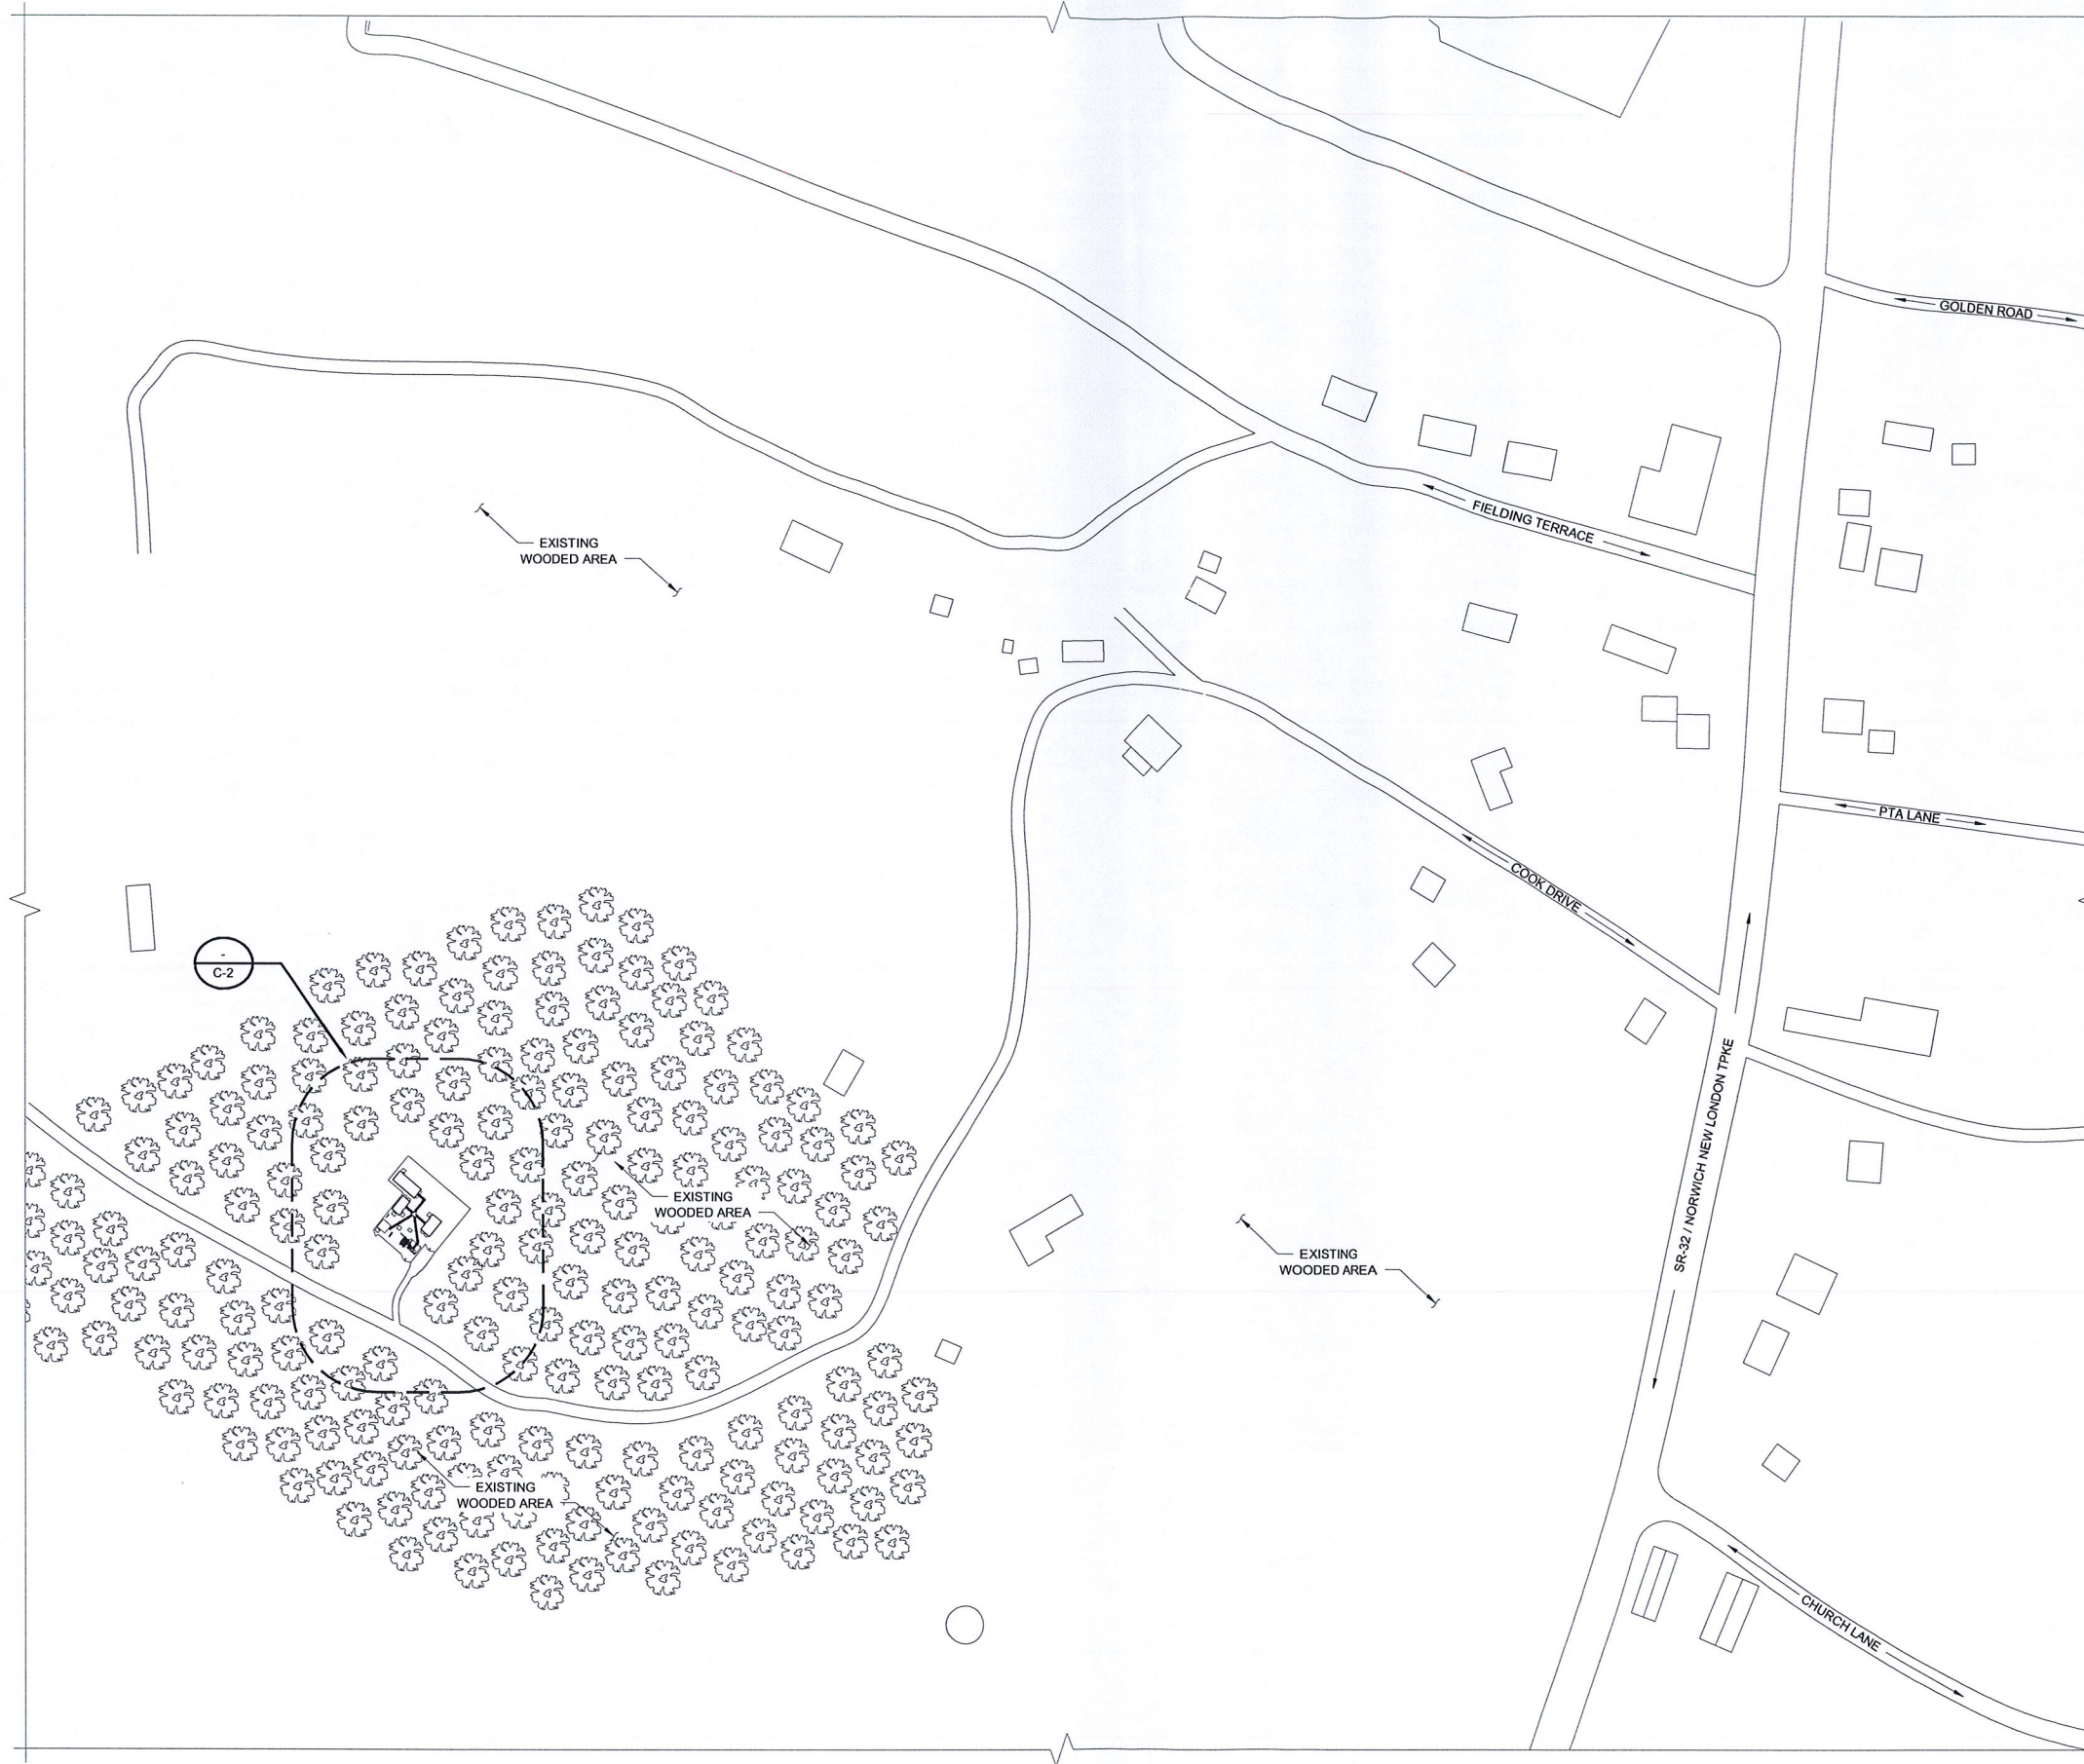 GOLDEN ROAD
FIELDING TERRACE
EXISTING
WOODED AREA
PTA LANE
COOK DRIVE
-
C-2
SR-32 / NORWICH NEW LONDON TPKE
EXISTING
WOODED AREA
EXISTING
WOODED AREA
EXISTING
WOODED AREA
CHURCH LANE